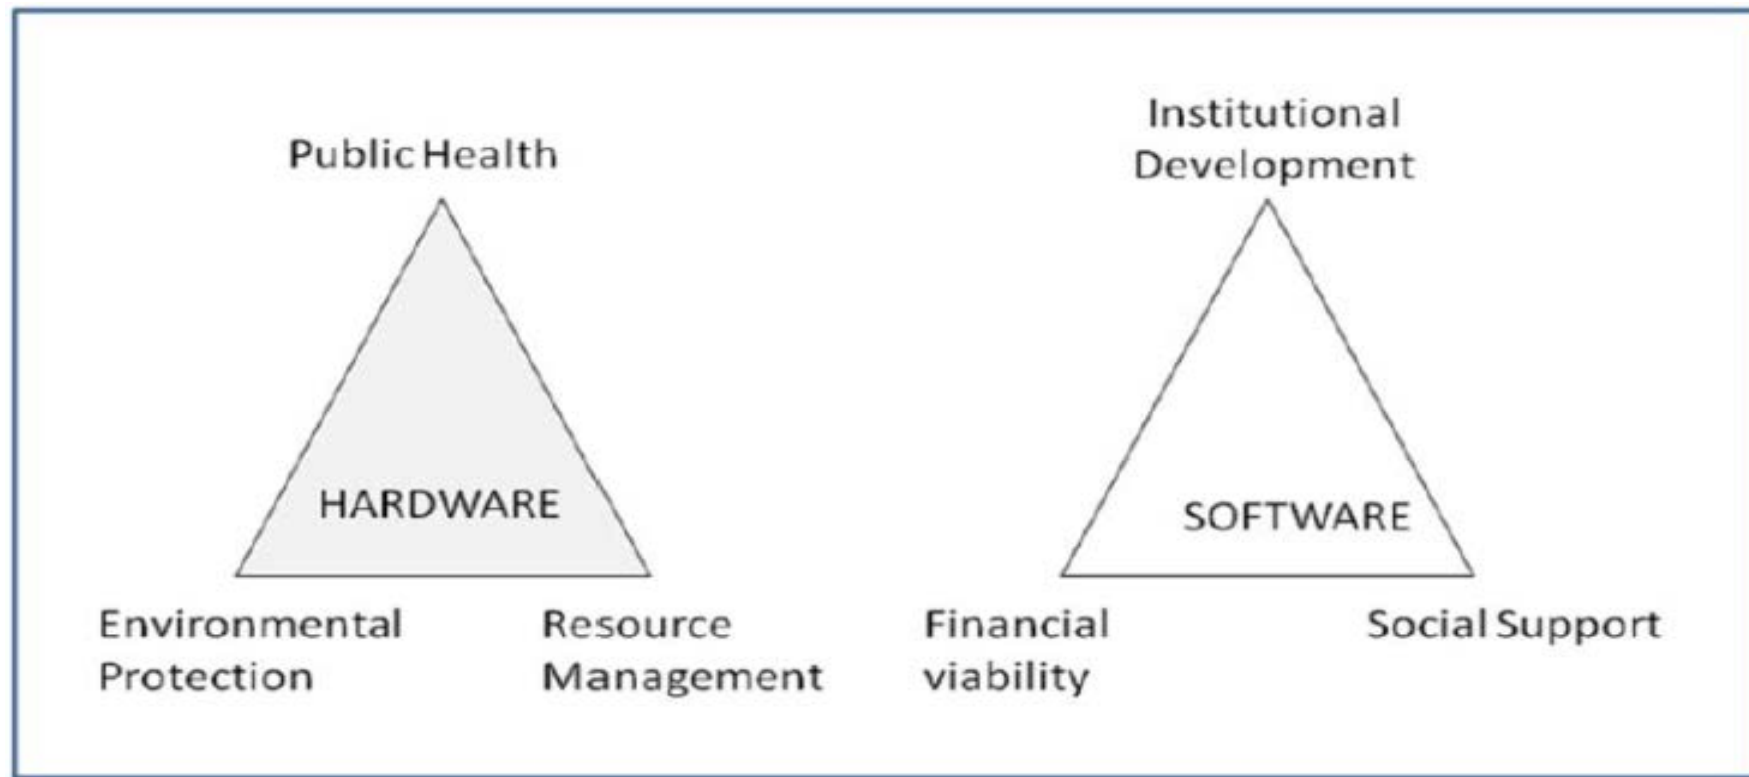 Public Health
HARDWARE
Environmental
Protection
Resource
Management
Institutional
Development
SOFTWARE
Financial
viability
Social Support